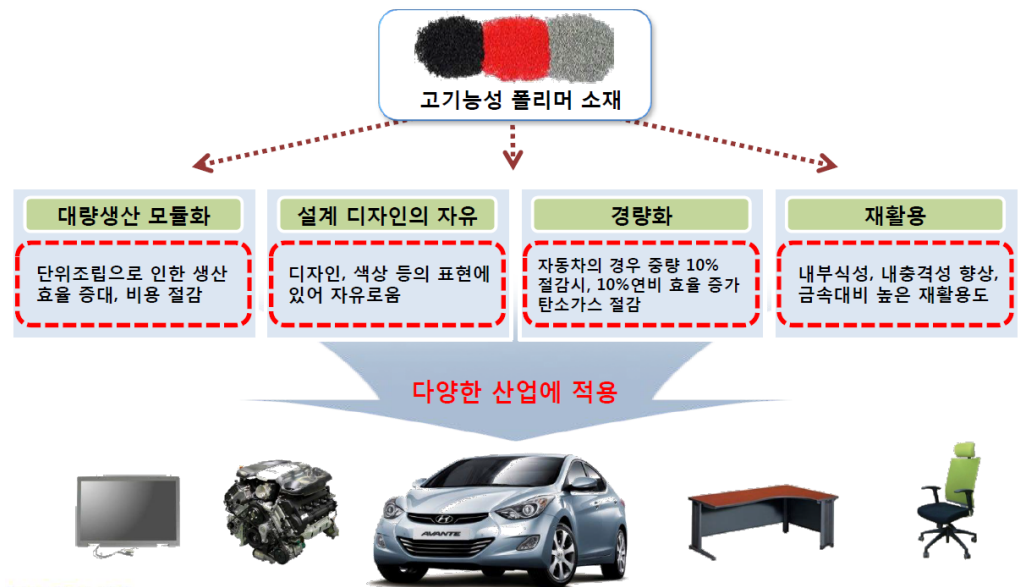 고기능성 폴리머 소재
대량생산 모듈화
단위조립으로 인한 생산
효율 증대, 비용 절감
설계 디자인의 자유
디자인, 색상 등의 표현에
있어 자유로움
경량화
자동차의 경우 중량 10%
절감시, 10%연비 효율 증가
탄소가스 절감
재활용
내부식성, 내충격성 향상,
금속대비 높은 재활용도
다양한 산업에 적용
AVANTE